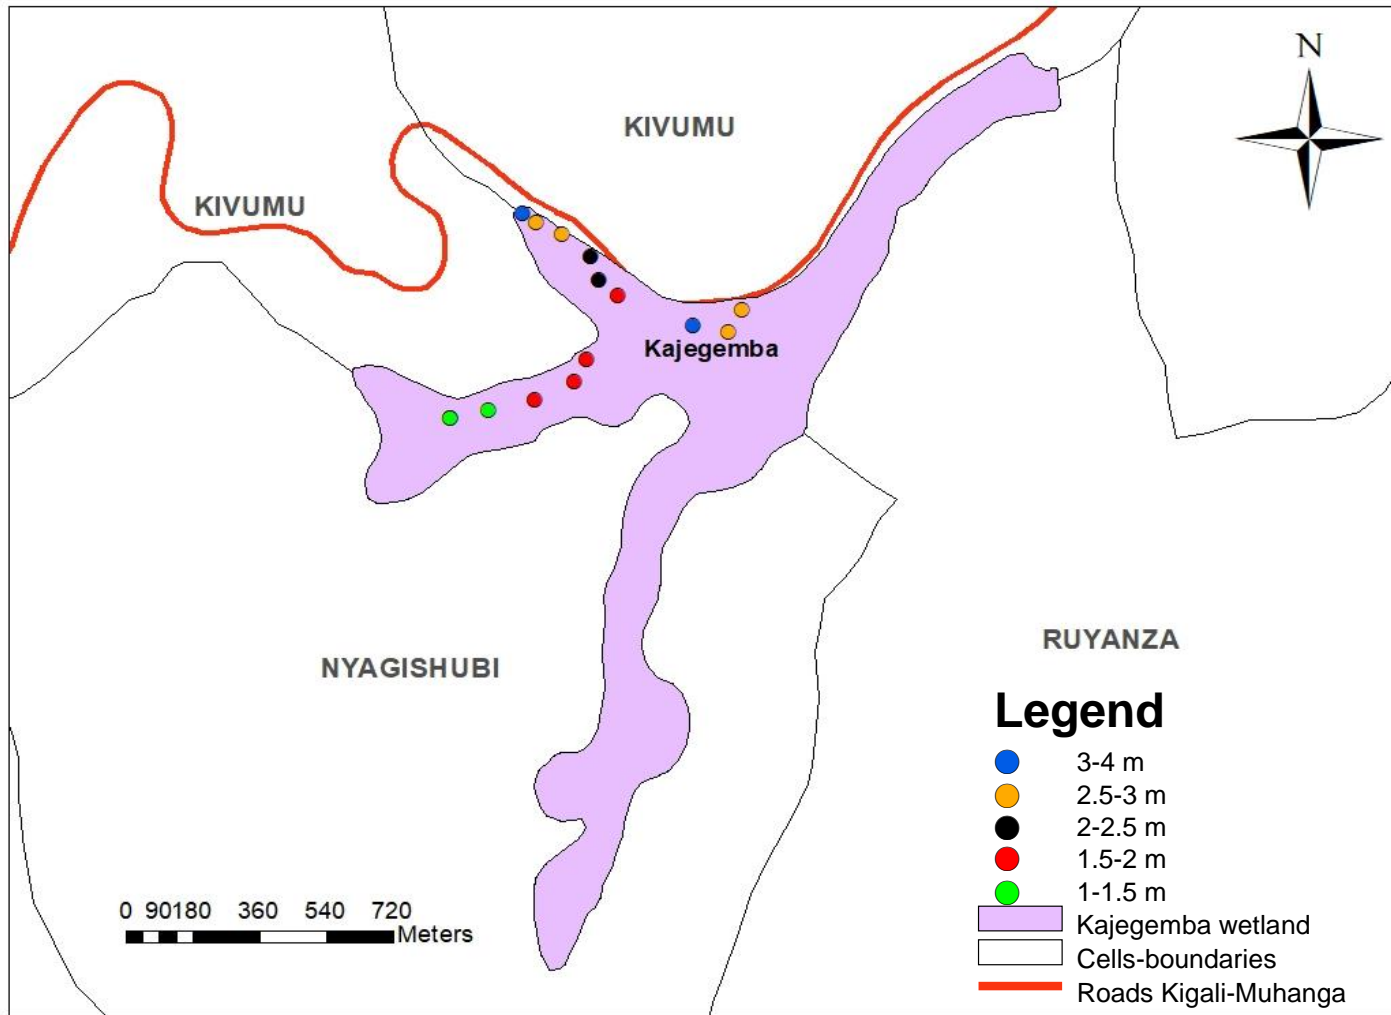 N
KIVUMU
KIVUMU
Kajegemba
NYAGISHUBI
RUYANZA
Legend
3-4 m
2.5-3 m
2-2.5 m
1.5-2 m
1-1.5 m
Kajegemba wetland
Cells-boundaries
Roads Kigali-Muhanga
0 90180 360 540 720
Meters